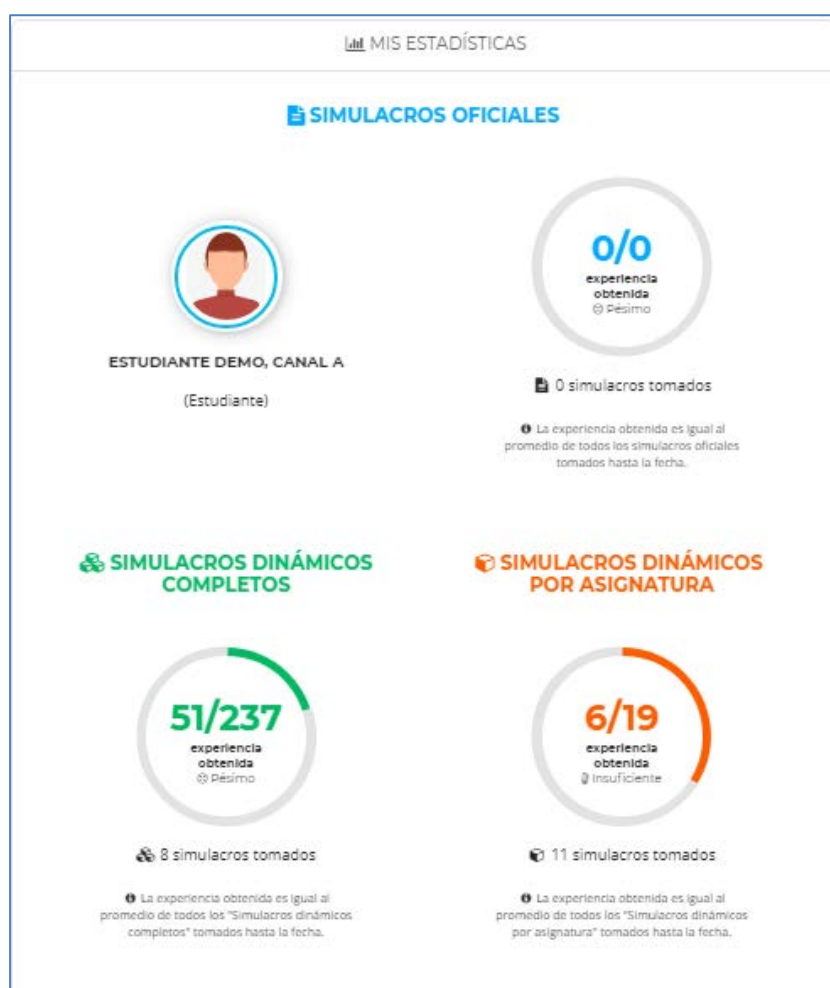 MIS ESTADÍSTICAS
SIMULACROS OFICIALES
ESTUDIANTE DEMO, CANAL A
(Estudiante)
0/0
experiencia
obtenida
Pésimo
0 simulacros tomados
La experiencia obtenida es igual al
promedio de todos los simulacros oficiales
tomados hasta la fecha.
SIMULACROS DINÁMICOS
COMPLETOS
51/237
experiencia
obtenida
Pésimo
8 simulacros tomados
La experiencia obtenida es igual al
promedio de todos los "Simulacros dinámicos
completos" tomados hasta la fecha.
SIMULACROS DINÁMICOS
POR ASIGNATURA
6/19
experiencia
obtenida
Insuficiente
11 simulacros tomados
La experiencia obtenida es igual al
promedio de todos los "Simulacros dinámicos
por asignatura" tomados hasta la fecha.